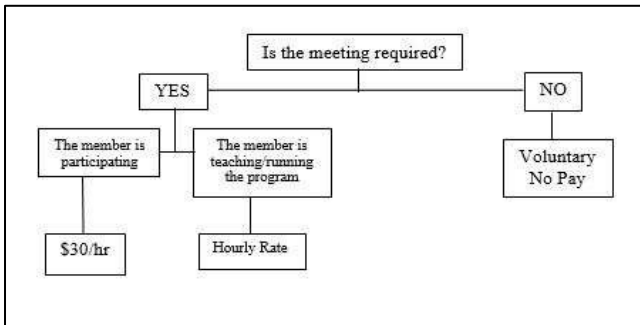 Is the meeting required?
YES
NO
The member is
participating
The member is
teaching/running
the program
Voluntary
No Pay
$30/hr
Hourly Rate